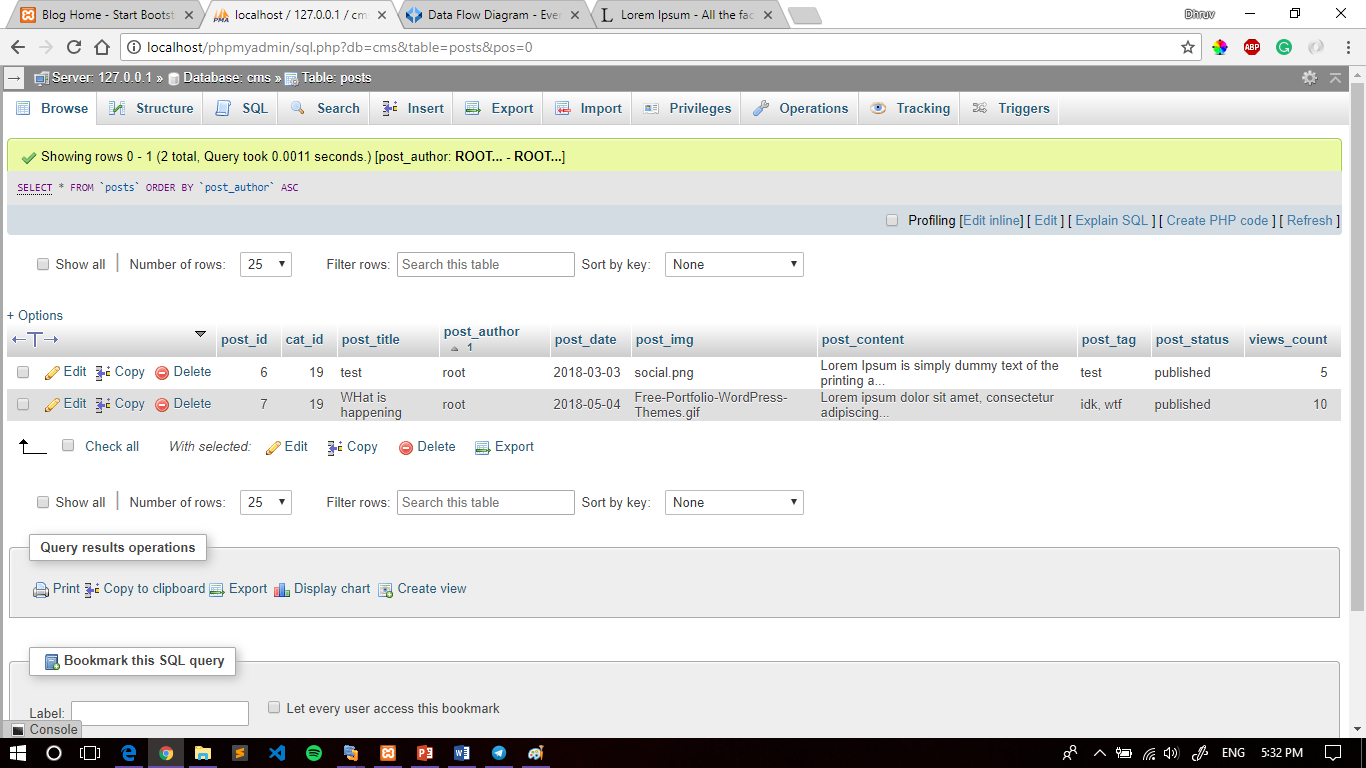 Blog Home - Start Bootst
localhost / 127.0.0.1 / cm
Data Flow Diagram - Ever
Lorem Ipsum - All the fac
Dhruv
localhost/phpmyadmin/sql.php?db=cms&table=posts&pos=0
ABP
Server: 127.0.0.1 » Database: cms » Table: posts
Browse Structure SQL Search Insert Export Import Privileges Operations Tracking Triggers
Showing rows 0 - 1 (2 total, Query took 0.0011 seconds.) [post_author: ROOT... - ROOT...]
SELECT * FROM `posts` ORDER BY `post_author` ASC
Profiling [Edit inline] [ Edit ] [ Explain SQL ] [ Create PHP code ] [ Refresh ]
Show all | Number of rows: 25 Filter rows: Search this table Sort by key: None
+ Options
←T→ post_id cat_id post_title post_author 1 post_date post_img post_content post_tag post_status views_count
Edit Copy Delete 6 19 test root 2018-03-03 social.png Lorem Ipsum is simply dummy text of the printing a... test published 5
Edit Copy Delete 7 19 WHat is happening root 2018-05-04 Free-Portfolio-WordPress-Themes.gif Lorem ipsum dolor sit amet, consectetur adipiscing... idk, wtf published 10
Check all With selected: Edit Copy Delete Export
Show all | Number of rows: 25 Filter rows: Search this table Sort by key: None
Query results operations
Print Copy to clipboard Export Display chart Create view
Bookmark this SQL query
Label: Let every user access this bookmark
Console
ENG 5:32 PM